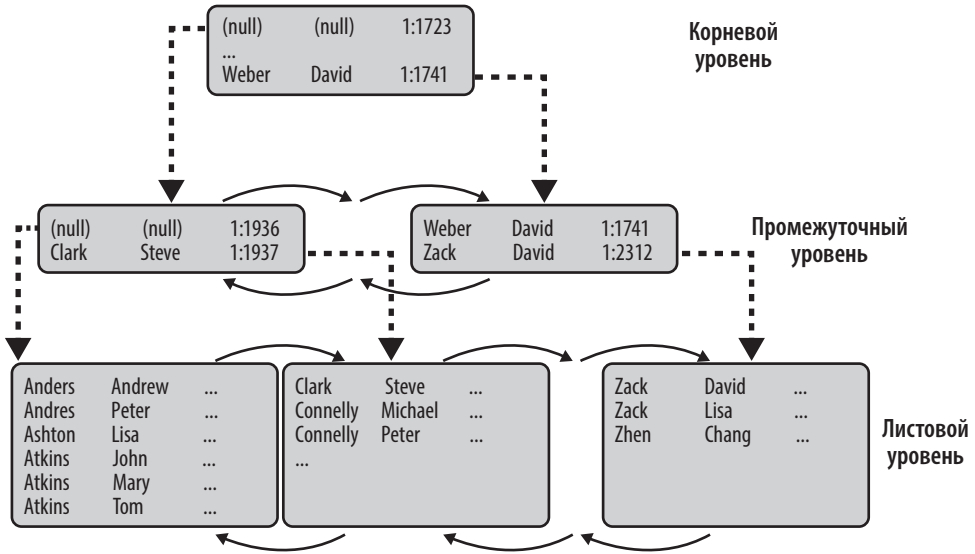 (null) (null) 1:1723
...
Weber David 1:1741
Корневой
уровень
(null) (null) 1:1936
Clark Steve 1:1937
Weber David 1:1741
Zack David 1:2312
Промежуточный
уровень
Anders Andrew ...
Andres Peter ...
Ashton Lisa ...
Atkins John ...
Atkins Mary ...
Atkins Tom ...
Clark Steve ...
Connelly Michael ...
Connelly Peter ...
...
Zack David ...
Zack Lisa ...
Zhen Chang ...
Листовой
уровень